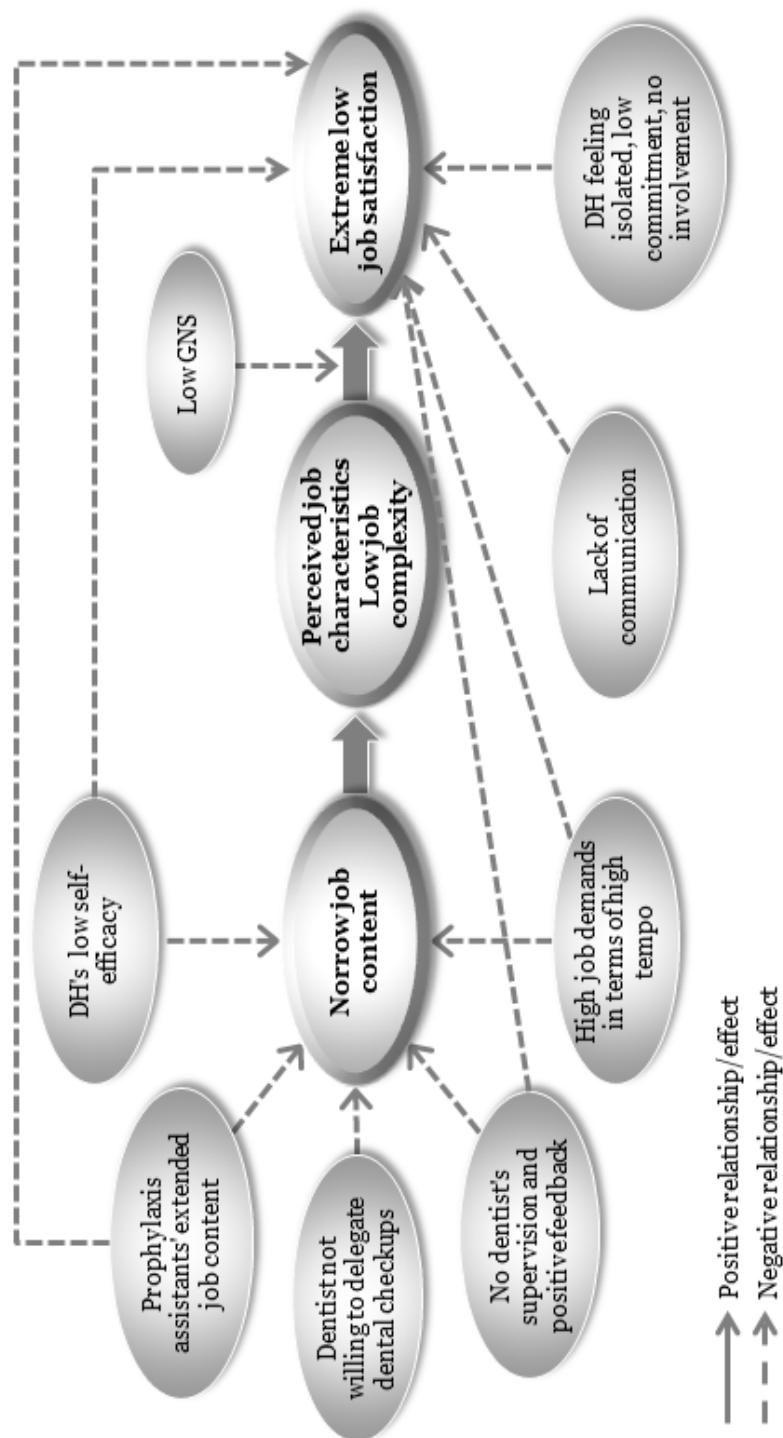 Prophylaxis
assistants' extended
job content
DH's low self-
efficacy
Low GNS
Dentist not
willing to delegate
dental checkups
Norrow job
content
Perceived job
characteristics
Low job
complexity
Extreme low
job satisfaction
No dentist's
supervision and
positive feedback
High job demands
in terms of high
tempo
Lack of
communication
DH feeling
isolated, low
commitment, no
involvement
Positive relationship/effect
Negative relationship/effect